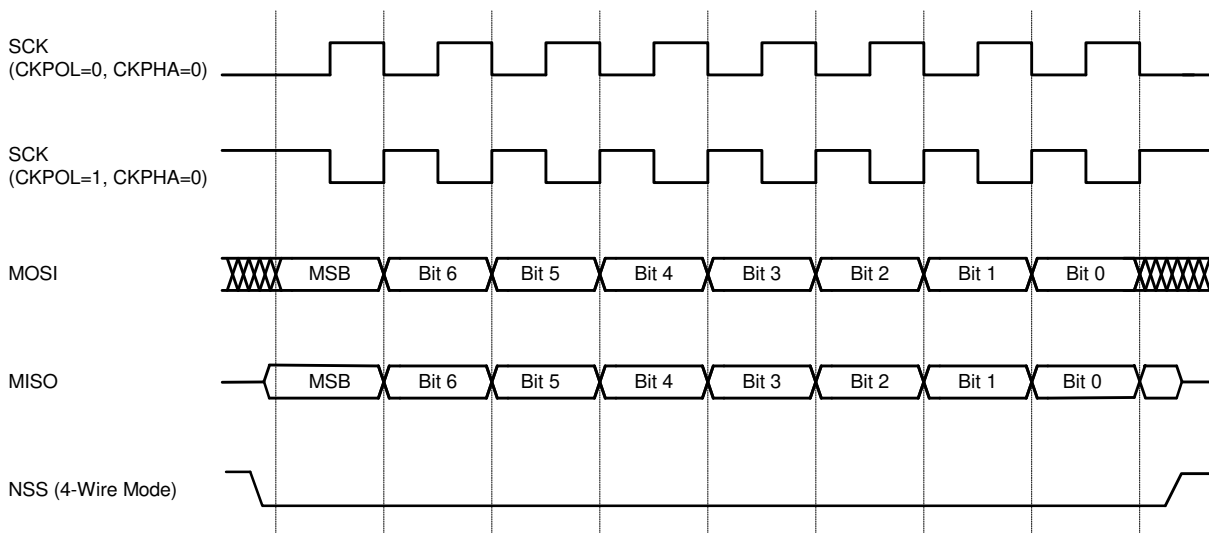 SCK
(CKPOL=0, CKPHA=0)
SCK
(CKPOL=1, CKPHA=0)
MOSI
MSB Bit 6 Bit 5 Bit 4 Bit 3 Bit 2 Bit 1 Bit 0
MISO
MSB Bit 6 Bit 5 Bit 4 Bit 3 Bit 2 Bit 1 Bit 0
NSS (4-Wire Mode)